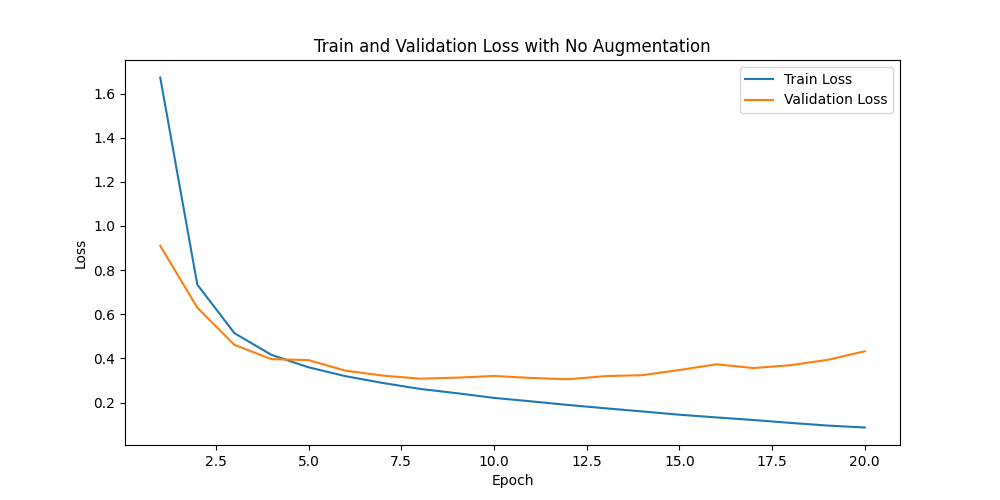 Train and Validation Loss with No Augmentation
Train Loss
Validation Loss
Loss
1.6
1.4
1.2
1.0
0.8
0.6
0.4
0.2
2.5 5.0 7.5 10.0 12.5 15.0 17.5 20.0
Epoch